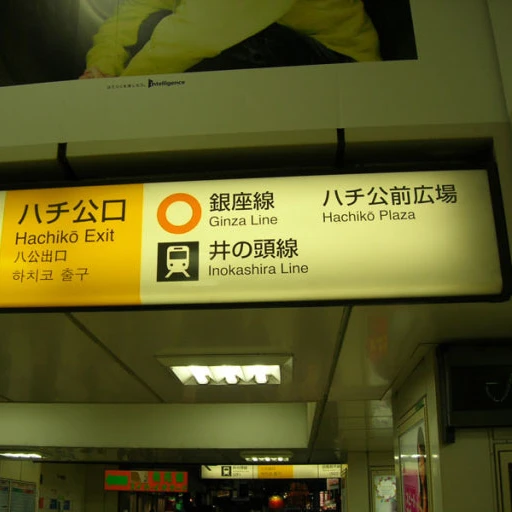 intelligence
ハチ公口
Hachikō Exit
八公出口
하치코 출구
銀座線
Ginza Line
井の頭線
Inokashira Line
ハチ公前広場
Hachikō Plaza